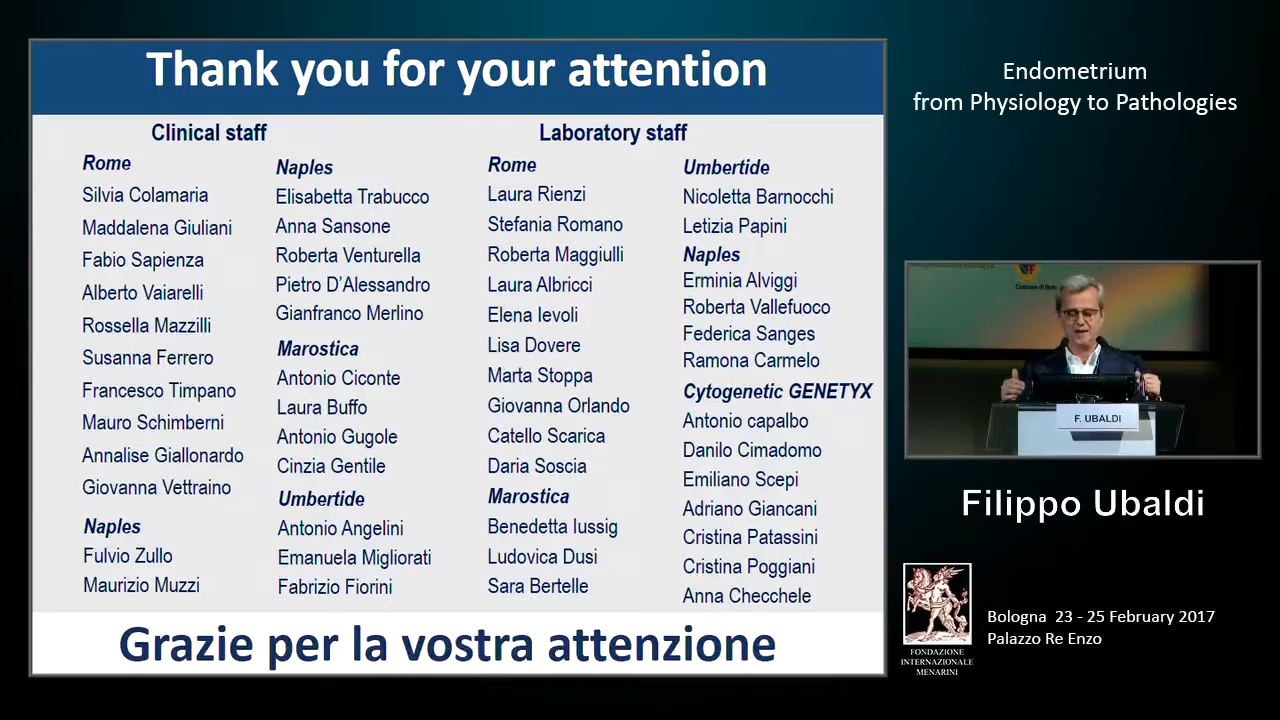 Thank you for your attention
Clinical staff
Rome
Silvia Colamaria
Maddalena Giuliani
Fabio Sapienza
Alberto Vaiarelli
Rossella Mazzilli
Susanna Ferrero
Francesco Timpano
Mauro Schimberni
Annalise Giallonardo
Giovanna Vettraino
Naples
Fulvio Zullo
Maurizio Muzzi
Naples
Elisabetta Trabucco
Anna Sansone
Roberta Venturella
Pietro D'Alessandro
Gianfranco Merlino
Marostica
Antonio Ciconte
Laura Buffo
Antonio Gugole
Cinzia Gentile
Umbertide
Antonio Angelini
Emanuela Migliorati
Fabrizio Fiorini
Laboratory staff
Rome
Laura Rienzi
Stefania Romano
Roberta Maggiulli
Laura Albricci
Elena Ievoli
Lisa Dovere
Marta Stoppa
Giovanna Orlando
Catello Scarica
Daria Soscia
Marostica
Benedetta Iussig
Ludovica Dusi
Sara Bertelle
Umbertide
Nicoletta Barnocchi
Letizia Papini
Naples
Erminia Alviggi
Roberta Vallefuoco
Federica Sanges
Ramona Carmelo
Cytogenetic GENETYX
Antonio capalbo
Danilo Cimadomo
Emiliano Scepi
Adriano Giancani
Cristina Patassini
Cristina Poggiani
Anna Checchele
Grazie per la vostra attenzione
Endometrium
from Physiology to Pathologies
Comune di
F. UBALDI
Filippo Ubaldi
FONDAZIONE
INTERNAZIONALE
MENARINI
Bologna 23 - 25 February 2017
Palazzo Re Enzo